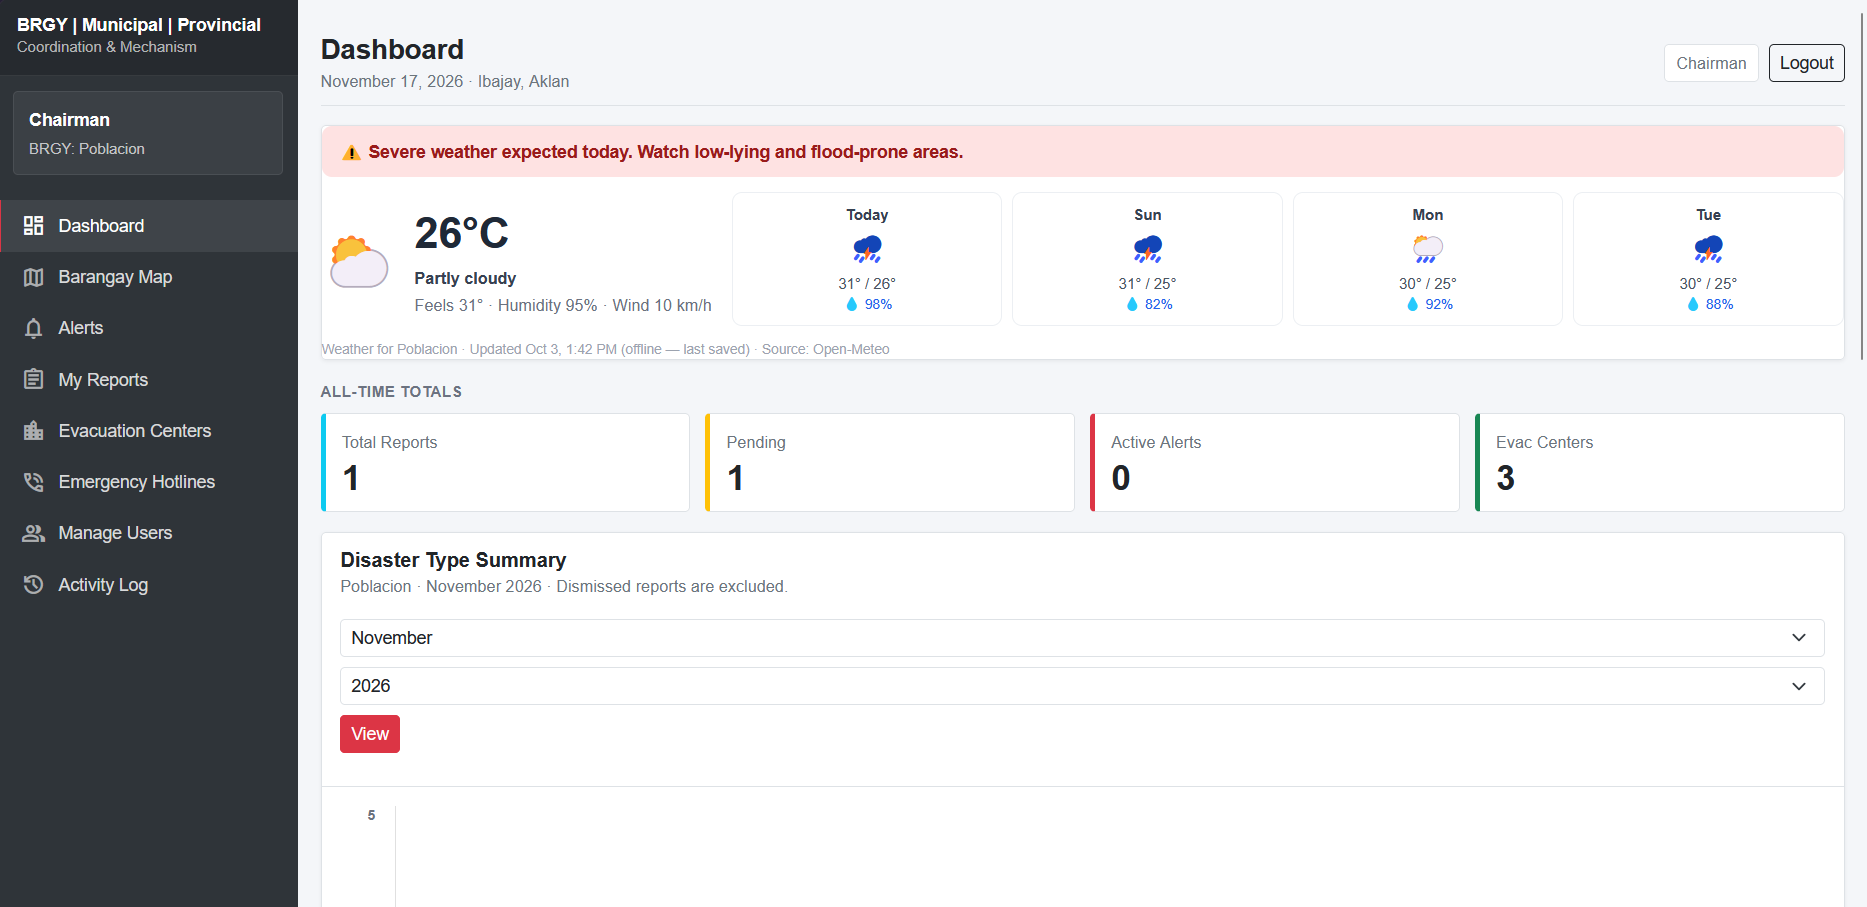 BRGY | Municipal | Provincial
Coordination & Mechanism
Chairman
BRGY: Poblacion
Dashboard
Barangay Map
Alerts
My Reports
Evacuation Centers
Emergency Hotlines
Manage Users
Activity Log
Dashboard
November 17, 2026 · Ibajay, Aklan
Chairman
Logout
Severe weather expected today. Watch low-lying and flood-prone areas.
26°C
Partly cloudy
Feels 31° · Humidity 95% · Wind 10 km/h
Today
31° / 26°
98%
Sun
31° / 25°
82%
Mon
30° / 25°
92%
Tue
30° / 25°
88%
Weather for Poblacion · Updated Oct 3, 1:42 PM (offline — last saved) · Source: Open-Meteo
ALL-TIME TOTALS
Total Reports
1
Pending
1
Active Alerts
0
Evac Centers
3
Disaster Type Summary
Poblacion · November 2026 · Dismissed reports are excluded.
November
2026
View
5